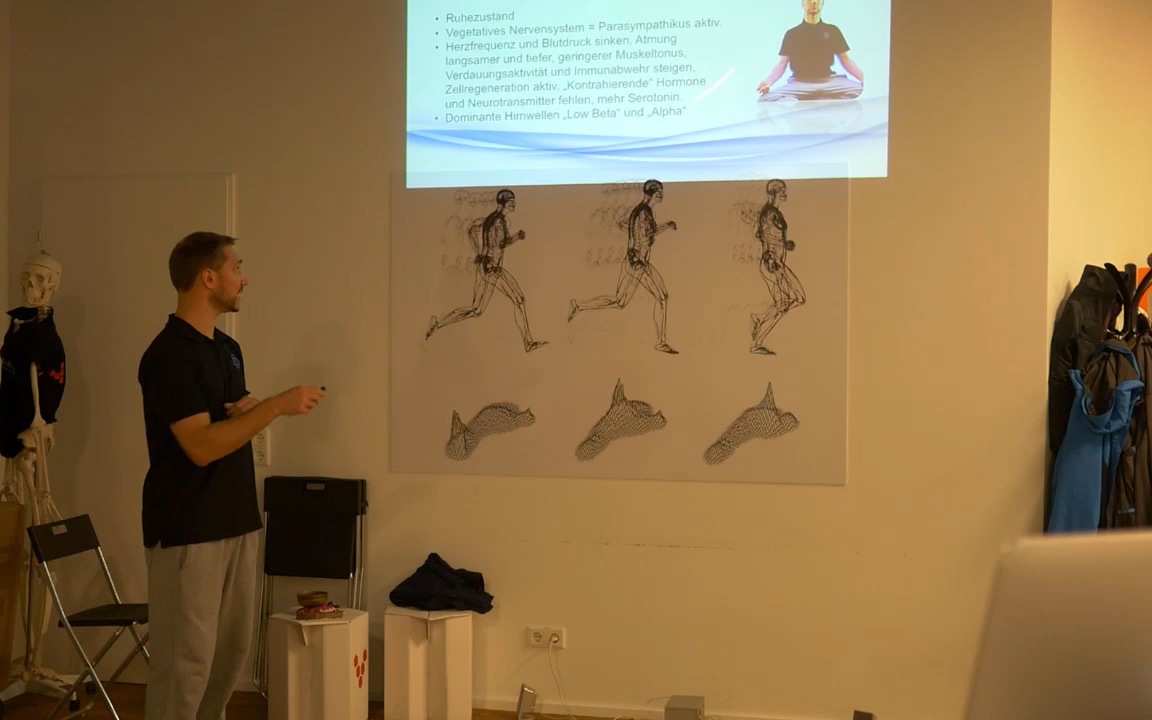 • Ruhezustand
• Vegetatives Nervensystem = Parasympathikus aktiv.
• Herzfrequenz und Blutdruck sinken, Atmung
langsamer und tiefer, geringerer Muskeltonus,
Verdauungsaktivität und Immunabwehr steigen,
Zellregeneration aktiv. „Kontrahierende“ Hormone
und Neurotransmitter fehlen, mehr Serotonin.
• Dominante Hirnwellen „Low Beta“ und „Alpha“